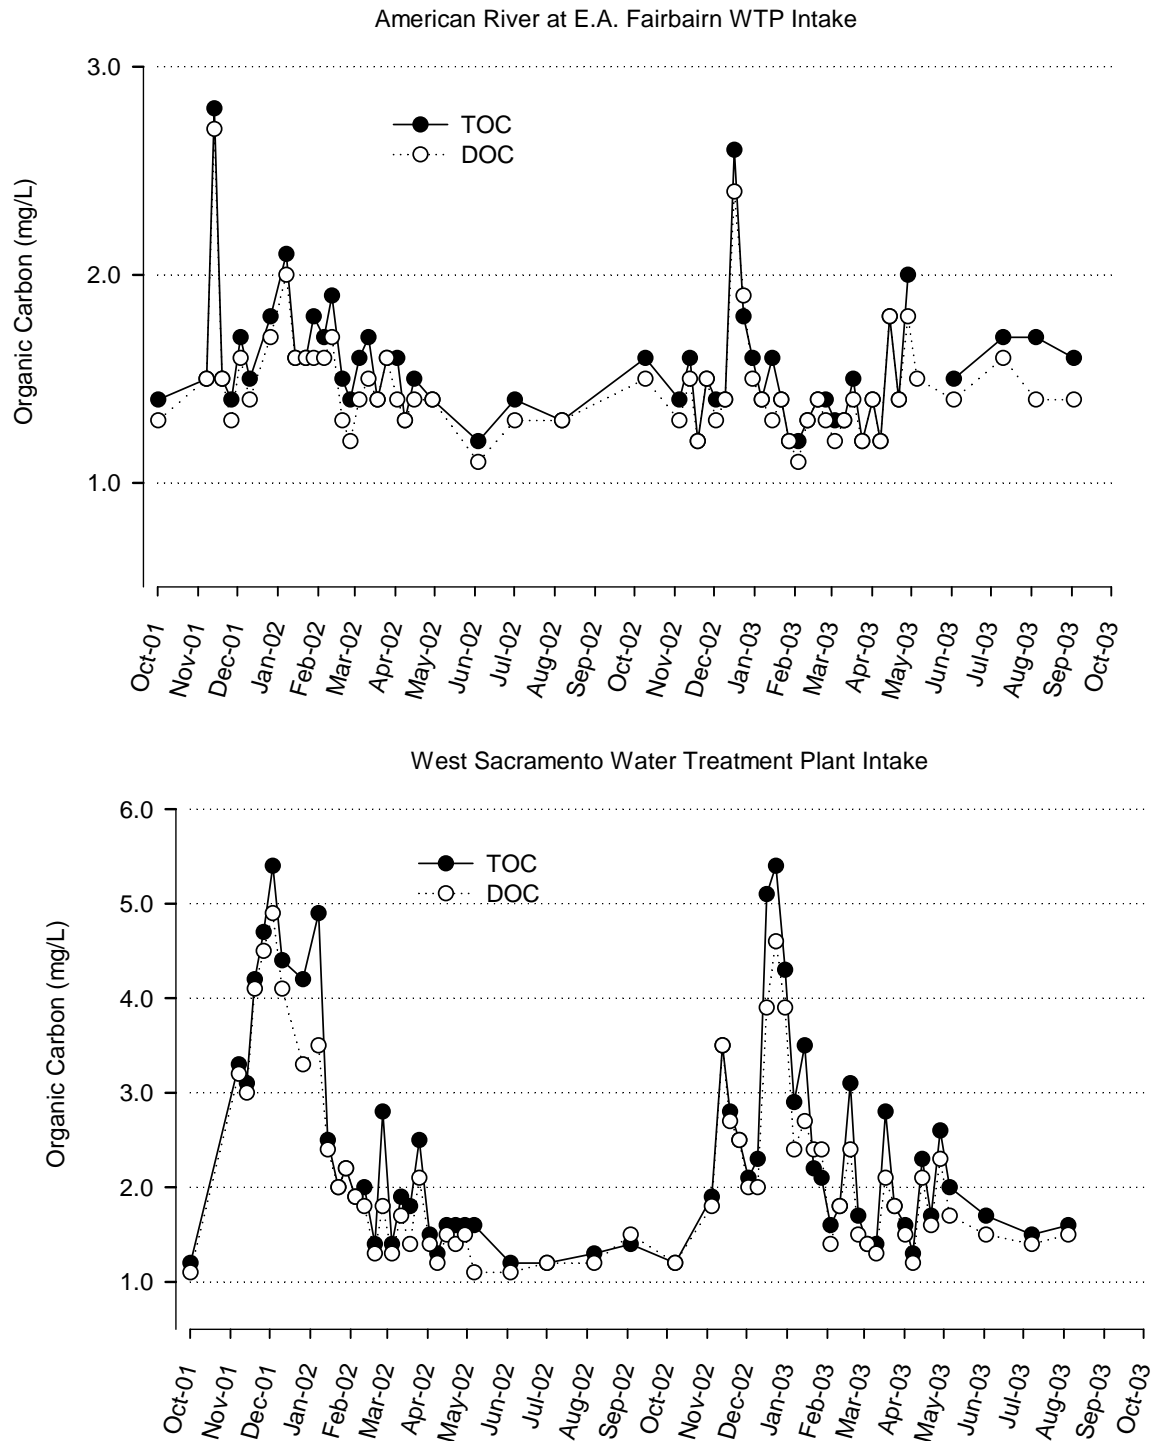 American River at E.A. Fairbairn WTP Intake
3.0
TOC
DOC
2.0
Organic Carbon (mg/L)
1.0
Oct-01 Nov-01 Dec-01 Jan-02 Feb-02 Mar-02 Apr-02 May-02 Jun-02 Jul-02 Aug-02 Sep-02 Oct-02 Nov-02 Dec-02 Jan-03 Feb-03 Mar-03 Apr-03 May-03 Jun-03 Jul-03 Aug-03 Sep-03 Oct-03
West Sacramento Water Treatment Plant Intake
6.0
TOC
DOC
5.0
4.0
Organic Carbon (mg/L)
3.0
2.0
1.0
Oct-01 Nov-01 Dec-01 Jan-02 Feb-02 Mar-02 Apr-02 May-02 Jun-02 Jul-02 Aug-02 Sep-02 Oct-02 Nov-02 Dec-02 Jan-03 Feb-03 Mar-03 Apr-03 May-03 Jun-03 Jul-03 Aug-03 Sep-03 Oct-03